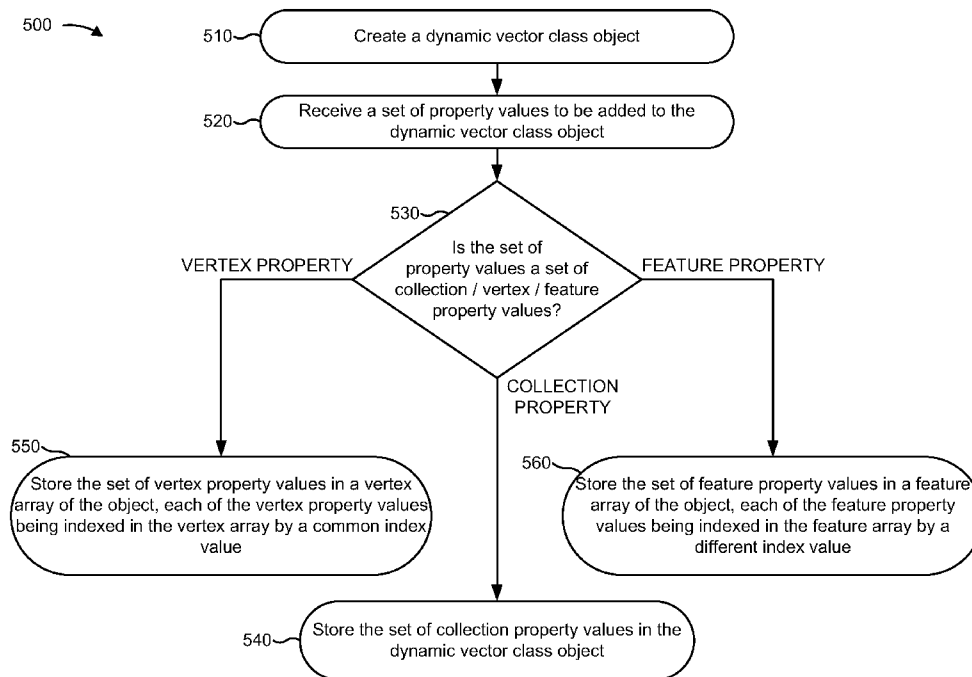 500
510
Create a dynamic vector class object
520
Receive a set of property values to be added to the
dynamic vector class object
530
Is the set of
property values a set of
collection / vertex / feature
property values?
VERTEX PROPERTY
FEATURE PROPERTY
COLLECTION
PROPERTY
550
Store the set of vertex property values in a vertex
array of the object, each of the vertex property values
being indexed in the vertex array by a common index
value
560
Store the set of feature property values in a feature
array of the object, each of the feature property
values being indexed in the feature array by a
different index value
540
Store the set of collection property values in the
dynamic vector class object